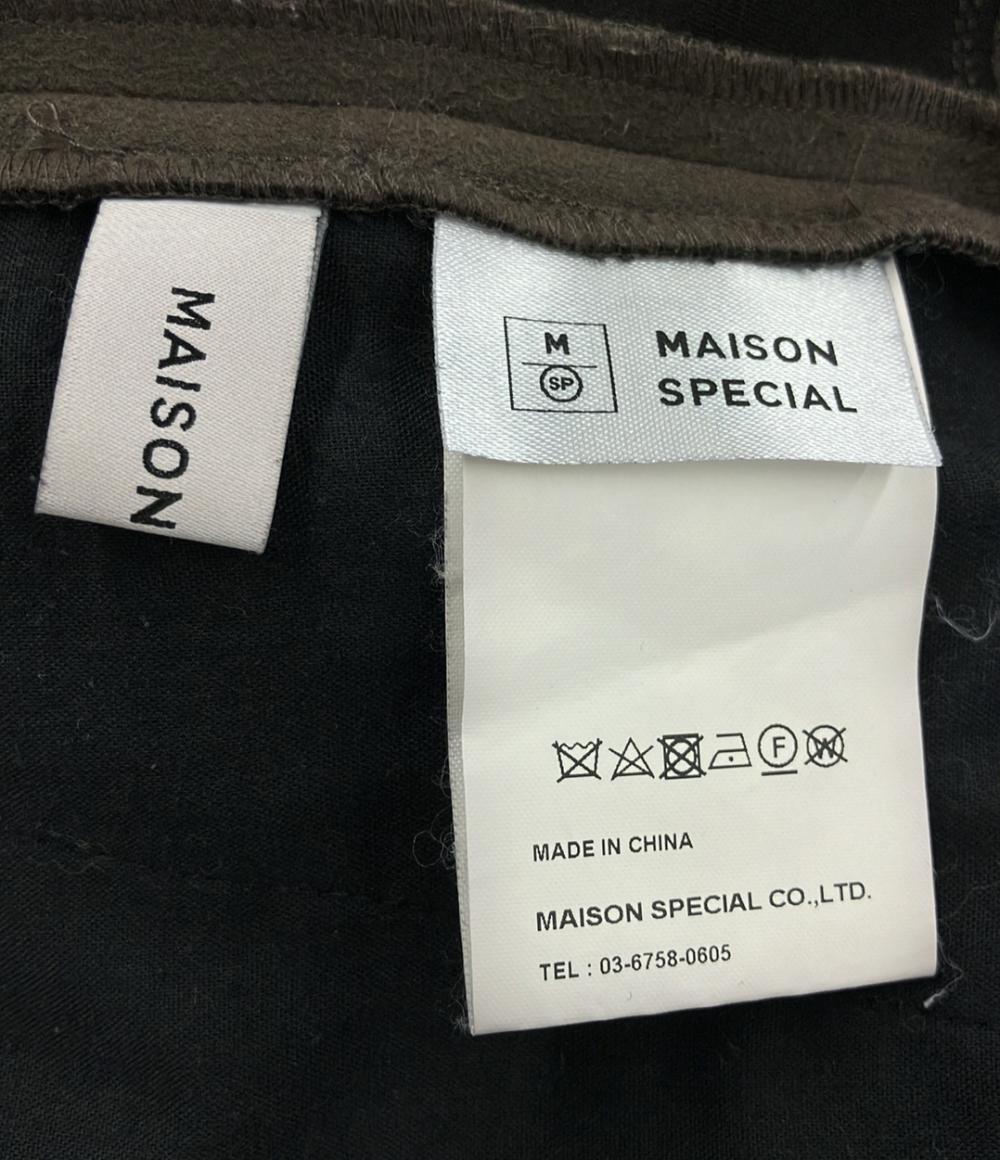 MAISON
M
SP
MAISON
SPECIAL
F
W
MADE IN CHINA
MAISON SPECIAL CO.,LTD.
TEL : 03-6758-0605